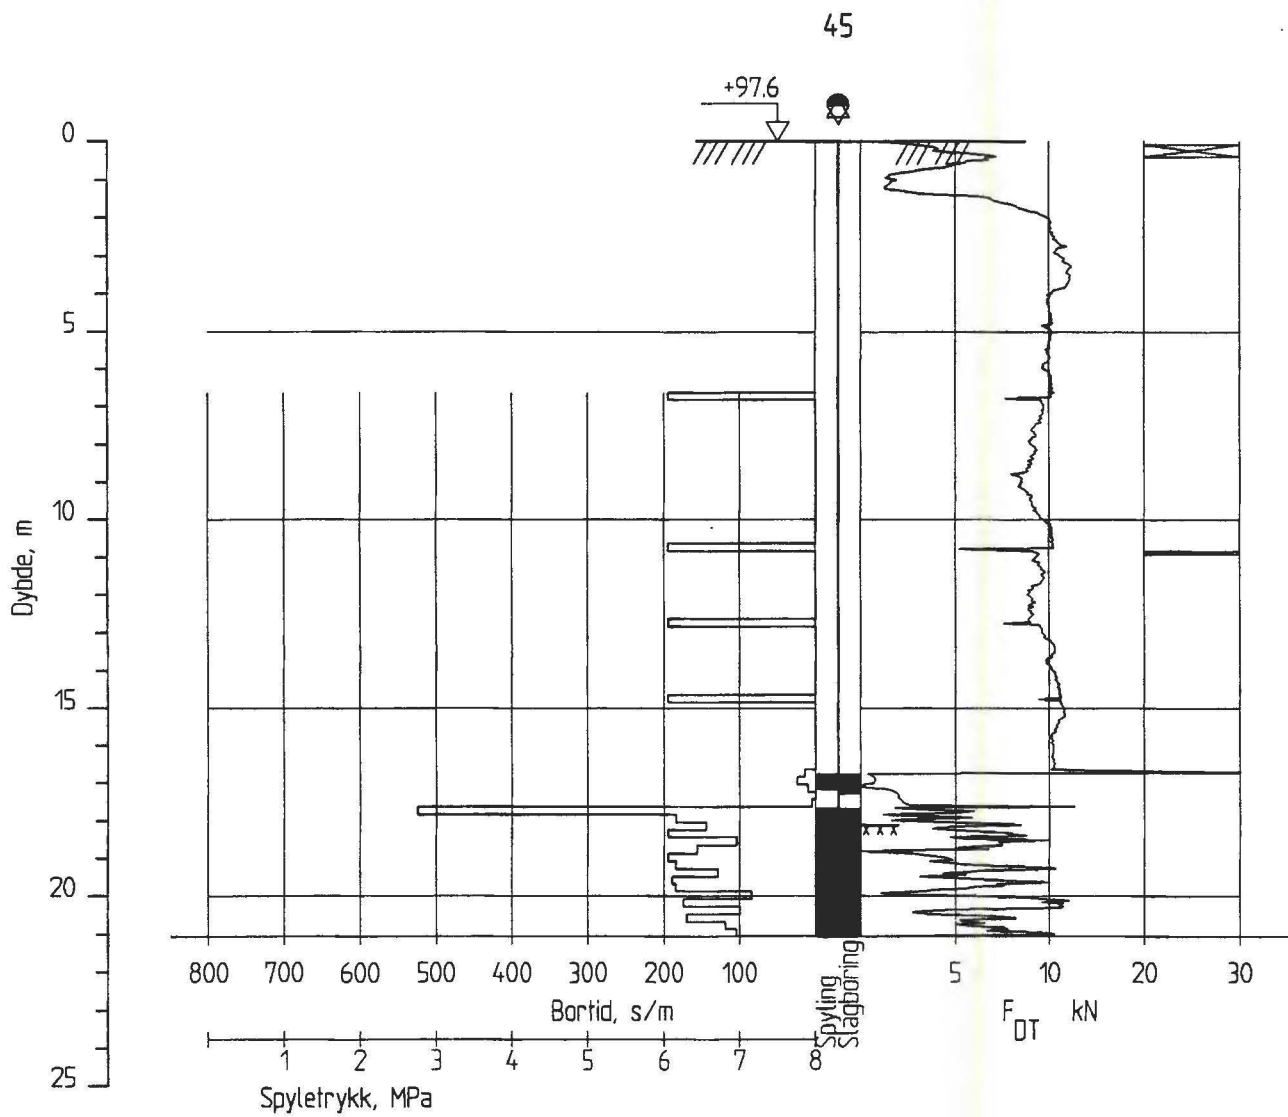 45
+97.6
0
5
10
15
20
25
Dybde, m
800 700 600 500 400 300 200 100
Bortid, s/m
Spyling
Slagboring
5 10 20 30
FDT kN
1 2 3 4 5 6 7 8
Spyletrykk, MPa
x x x